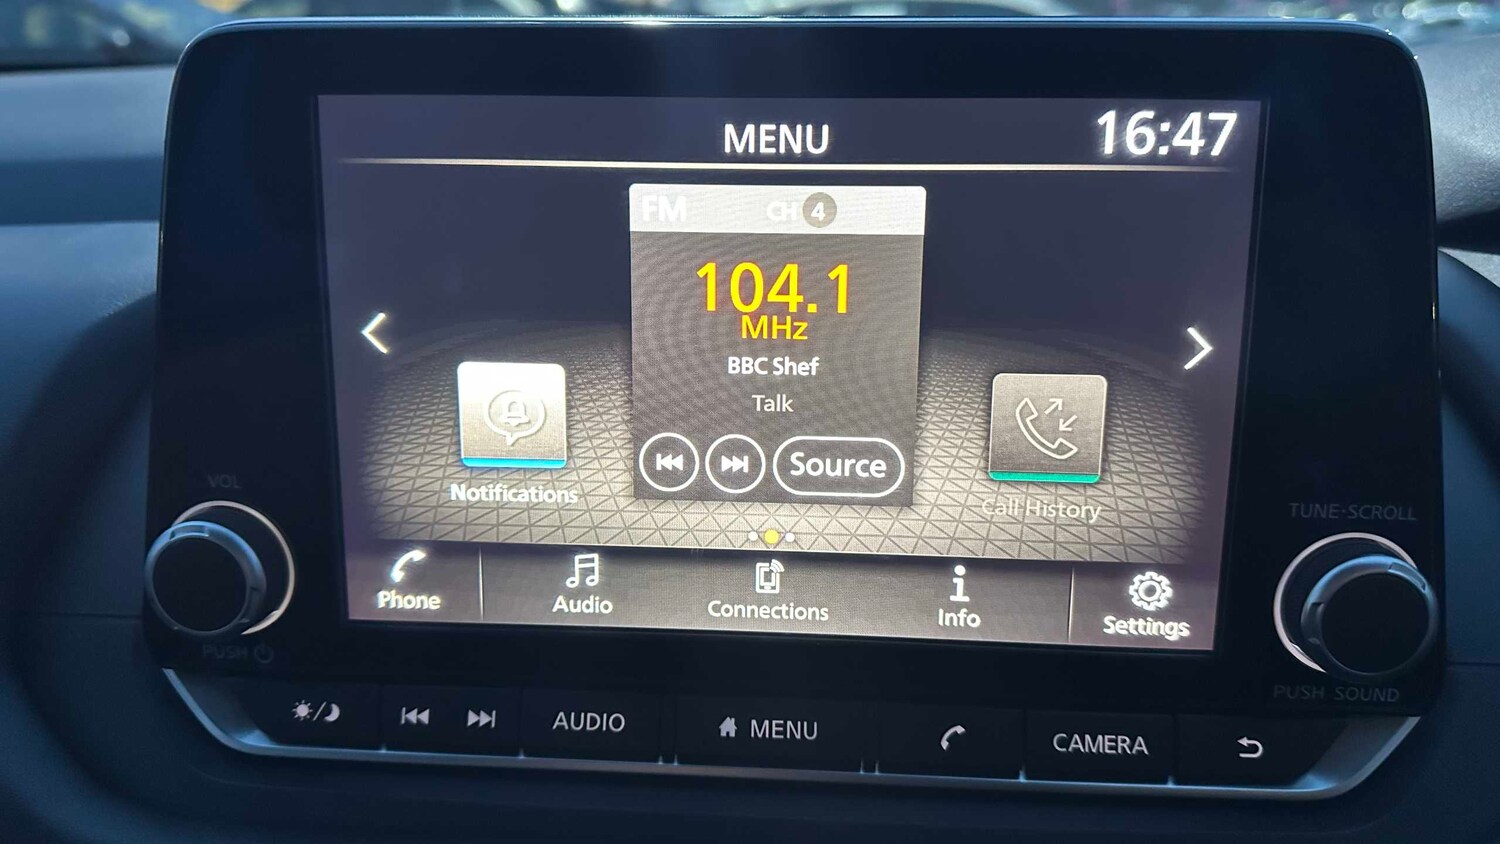 MENU 16:47
FM CH 4
104.1
MHz
BBC Shef
Talk
Source
Notifications
Call History
Phone Audio Connections Info Settings
VOL
PUSH
TUNE·SCROLL
PUSH SOUND
AUDIO MENU CAMERA